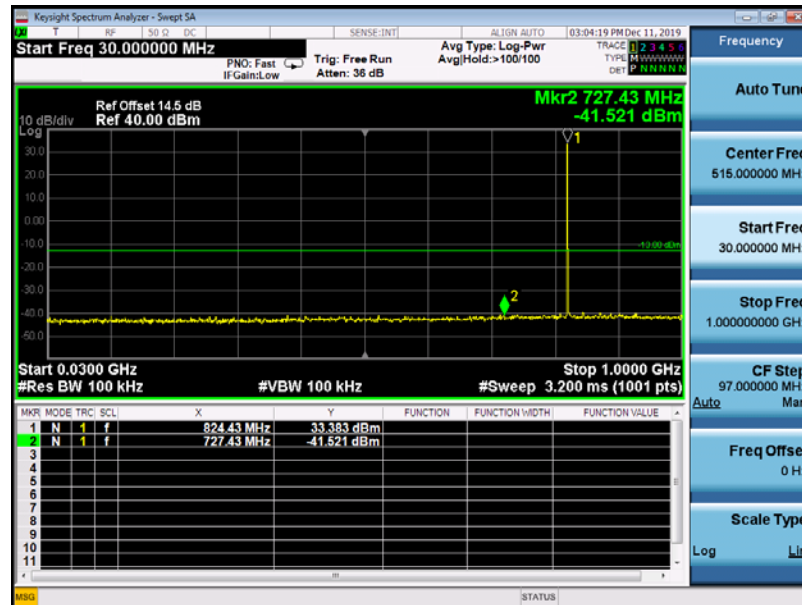 Keysight Spectrum Analyzer - Swept SA
T RF 50 Ω DC SENSE:INT ALIGN AUTO 03:04:19 PM Dec 11, 2019
Start Freq 30.000000 MHz
PNO: Fast
IFGain:Low
Trig: Free Run
Atten: 36 dB
Avg Type: Log-Pwr
Avg|Hold:>100/100
TRACE 1 2 3 4 5 6
TYPE M WWWWW
DET P N N N N N
Ref Offset 14.5 dB
10 dB/div Ref 40.00 dBm
Log
Mkr2 727.43 MHz
-41.521 dBm
30.0
20.0
10.0
0.00
-10.0
-20.0
-30.0
-40.0
-50.0
1
-13.00 dBm
2
Start 0.0300 GHz Stop 1.0000 GHz
#Res BW 100 kHz #VBW 100 kHz #Sweep 3.200 ms (1001 pts)
MKR MODE TRC SCL X Y FUNCTION FUNCTION WIDTH FUNCTION VALUE
1 N 1 f 824.43 MHz 33.383 dBm
2 N 1 f 727.43 MHz -41.521 dBm
3
4
5
6
7
8
9
10
11
MSG STATUS
Frequency
Auto Tune
Center Freq
515.000000 MHz
Start Freq
30.000000 MHz
Stop Freq
1.000000000 GHz
CF Step
97.000000 MHz
Auto Man
Freq Offset
0 Hz
Scale Type
Log Lin